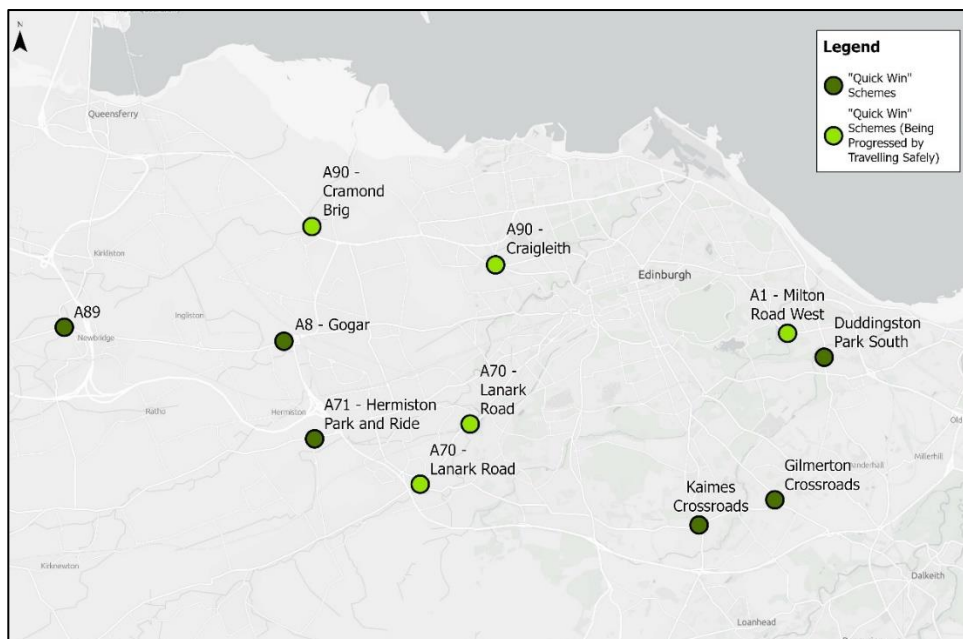 N
Legend
"Quick Win"
Schemes
"Quick Win"
Schemes (Being
Progressed by
Travelling Safely)
Queensferry
A90 -
Cramond
Brig
A90 -
Craigleith
Kirkliston
Edinburgh
A89
Ingliston
A8 - Gogar
Newbridge
A1 - Milton
Road West
Duddingston
Park South
A70 -
Lanark
Road
Ratho
Hermiston
A71 - Hermiston
Park and Ride
A70 -
Lanark Road
Millerhill
Kaimes
Crossroads
Gilmerton
Crossroads
Kirknewton
Dalkeith
Loanhead